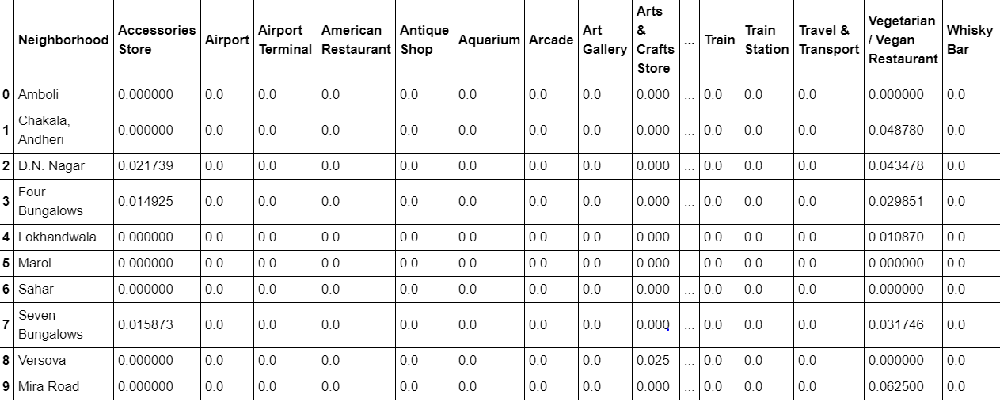 Neighborhood Accessories Store Airport Airport Terminal American Restaurant Antique Shop Aquarium Arcade Art Gallery Arts & Crafts Store ... Train Train Station Travel & Transport Vegetarian / Vegan Restaurant Whisky Bar
0 Amboli 0.000000 0.0 0.0 0.0 0.0 0.0 0.0 0.0 0.000 ... 0.0 0.0 0.0 0.000000 0.0
1 Chakala, Andheri 0.000000 0.0 0.0 0.0 0.0 0.0 0.0 0.0 0.000 ... 0.0 0.0 0.0 0.048780 0.0
2 D.N. Nagar 0.021739 0.0 0.0 0.0 0.0 0.0 0.0 0.0 0.000 ... 0.0 0.0 0.0 0.043478 0.0
3 Four Bungalows 0.014925 0.0 0.0 0.0 0.0 0.0 0.0 0.0 0.000 ... 0.0 0.0 0.0 0.029851 0.0
4 Lokhandwala 0.000000 0.0 0.0 0.0 0.0 0.0 0.0 0.0 0.000 ... 0.0 0.0 0.0 0.010870 0.0
5 Marol 0.000000 0.0 0.0 0.0 0.0 0.0 0.0 0.0 0.000 ... 0.0 0.0 0.0 0.000000 0.0
6 Sahar 0.000000 0.0 0.0 0.0 0.0 0.0 0.0 0.0 0.000 ... 0.0 0.0 0.0 0.000000 0.0
7 Seven Bungalows 0.015873 0.0 0.0 0.0 0.0 0.0 0.0 0.0 0.000 ... 0.0 0.0 0.0 0.031746 0.0
8 Versova 0.000000 0.0 0.0 0.0 0.0 0.0 0.0 0.0 0.025 ... 0.0 0.0 0.0 0.000000 0.0
9 Mira Road 0.000000 0.0 0.0 0.0 0.0 0.0 0.0 0.0 0.000 ... 0.0 0.0 0.0 0.062500 0.0